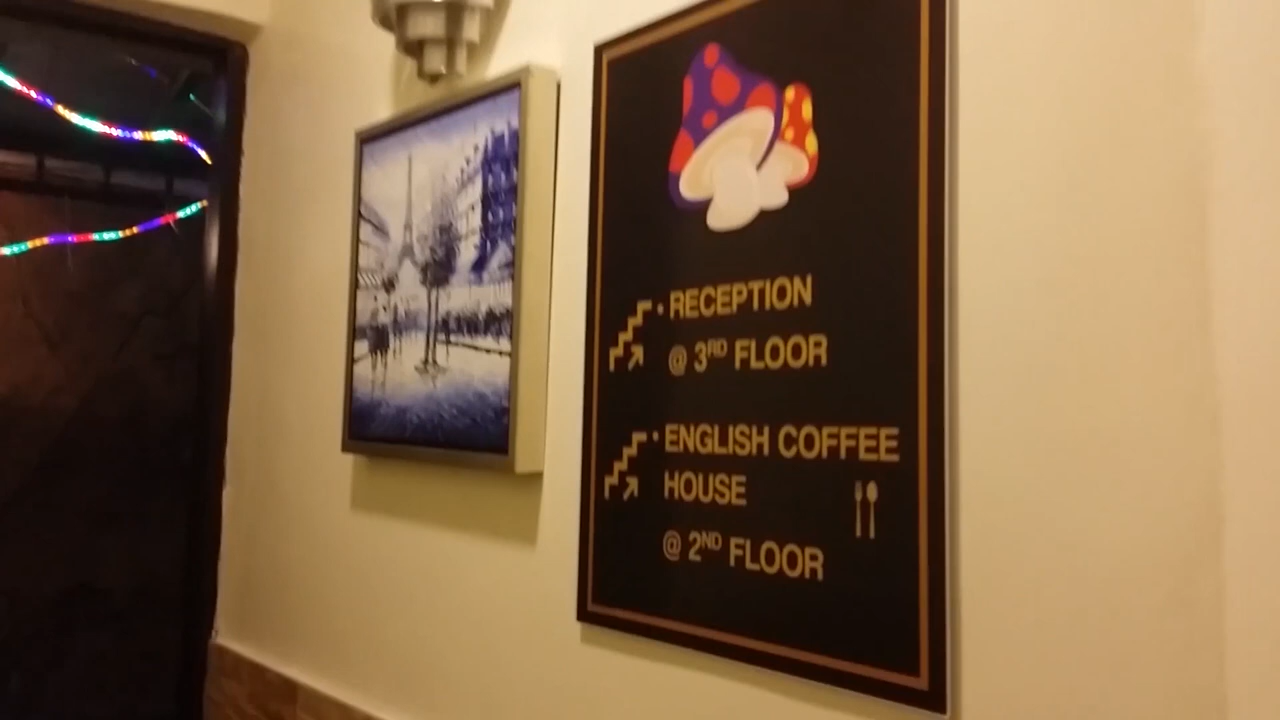 • RECEPTION
@ 3RD FLOOR
• ENGLISH COFFEE
HOUSE
@ 2ND FLOOR